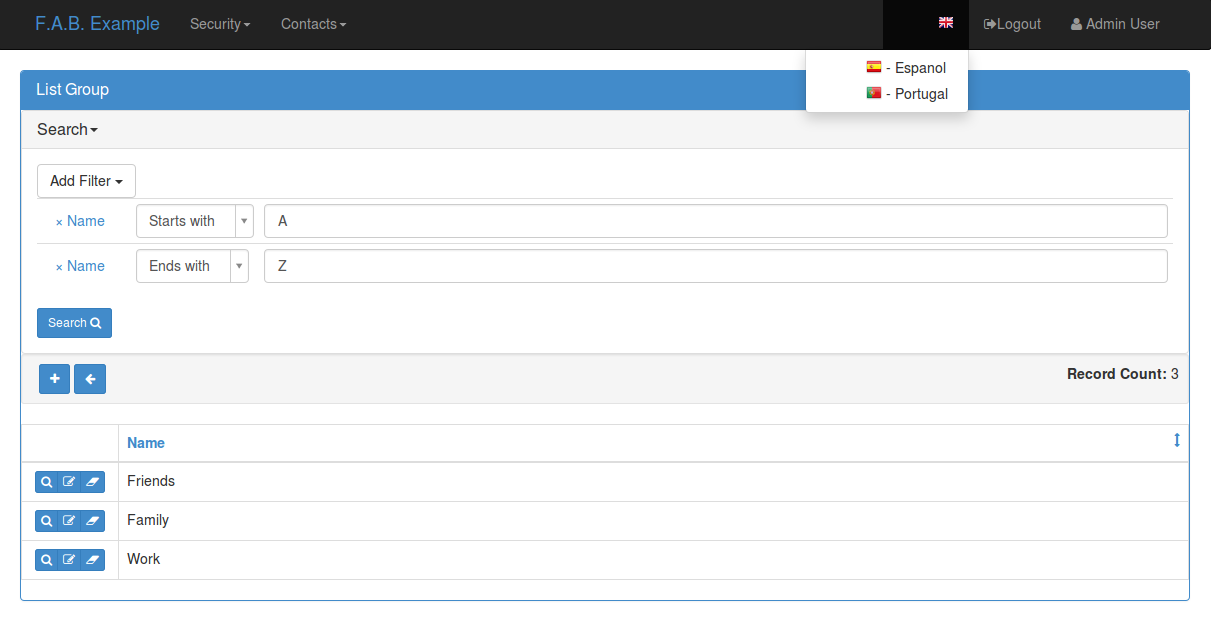 F.A.B. Example Security Contacts Logout Admin User
- Espanol
- Portugal
List Group
Search
Add Filter
× Name Starts with A
× Name Ends with Z
Search
Record Count: 3
Name
Friends
Family
Work